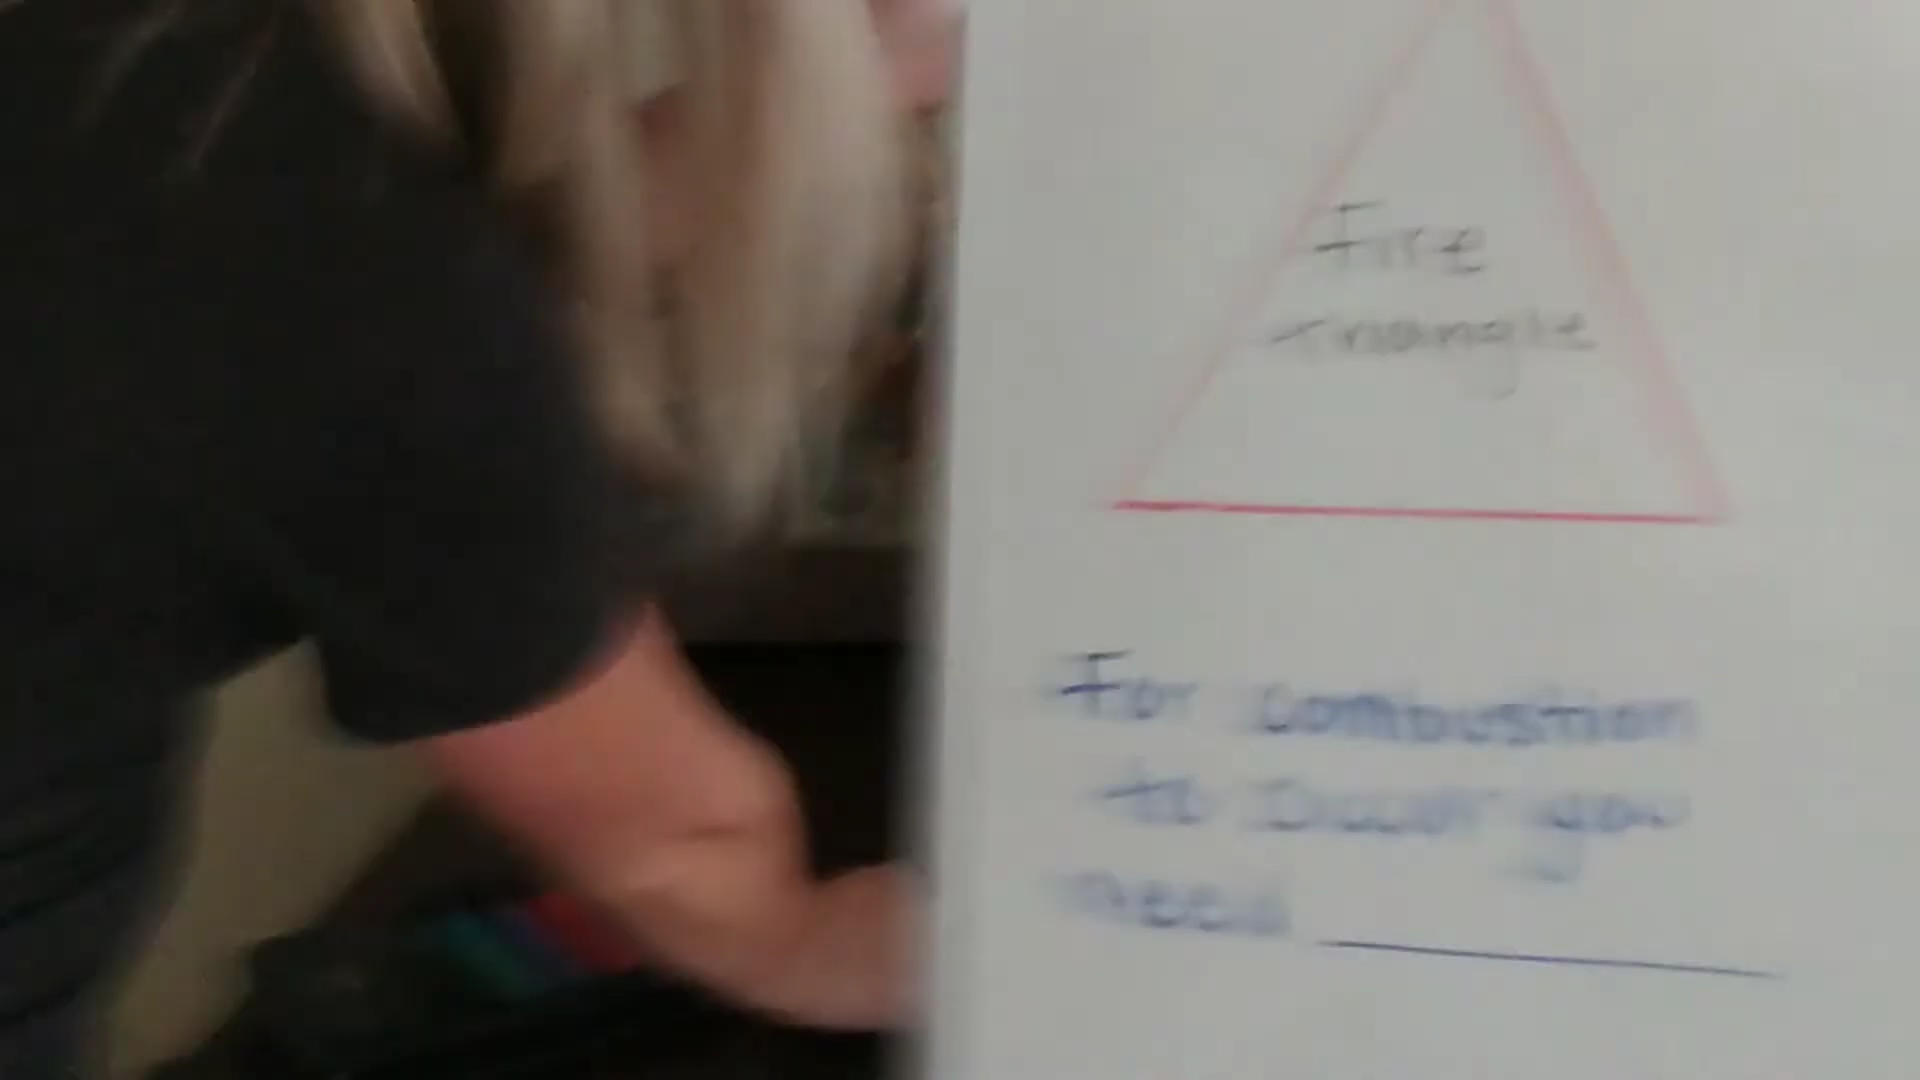 Fire
triangle
For combustion
to Occur you
need